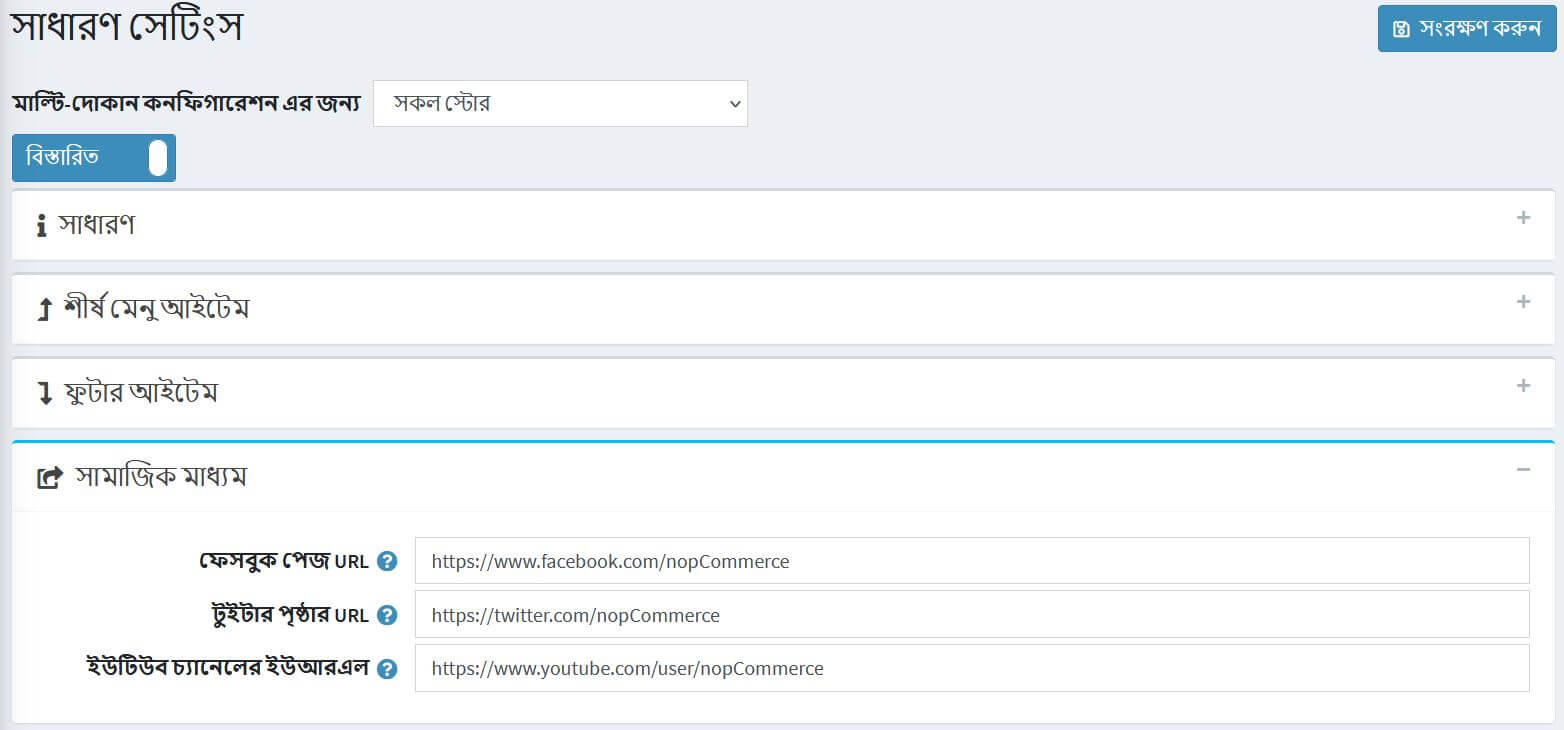 সাধারণ সেটিংস
সংরক্ষণ করুন
মাল্টি-দোকান কনফিগারেশন এর জন্য
সকল স্টোর
বিস্তারিত
সাধারণ
শীর্ষ মেনু আইটেম
ফুটার আইটেম
সামাজিক মাধ্যম
ফেসবুক পেজ URL
https://www.facebook.com/nopCommerce
টুইটার পৃষ্ঠার URL
https://twitter.com/nopCommerce
ইউটিউব চ্যানেলের ইউআরএল
https://www.youtube.com/user/nopCommerce